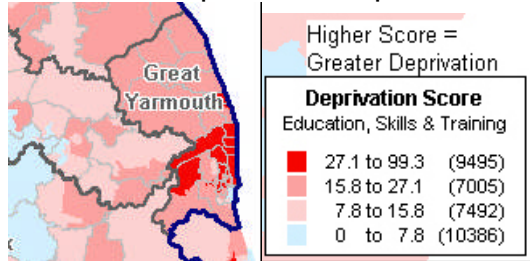 Great
Yarmouth
Higher Score =
Greater Deprivation
Deprivation Score
Education, Skills & Training
27.1 to 99.3 (9495)
15.8 to 27.1 (7005)
7.8 to 15.8 (7492)
0 to 7.8 (10386)